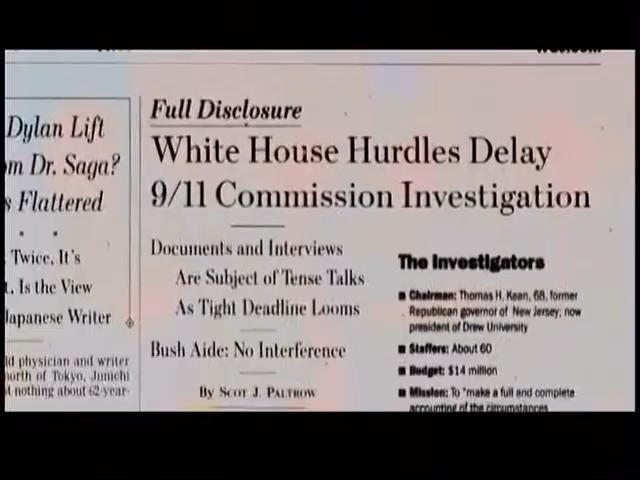 Dylan Lift
Dr. Saga?
Flattered
Twice, It's
Is the View
Japanese Writer
physician and writer
north of Tokyo, Junichi
nothing about 62-year-
Full Disclosure
White House Hurdles Delay
9/11 Commission Investigation
Documents and Interviews
Are Subject of Tense Talks
As Tight Deadline Looms
Bush Aide: No Interference
By Scot J. Paltrow
The Investigators
■ Chairman: Thomas H. Kean, 68, former
Republican governor of New Jersey; now
president of Drew University
■ Staffers: About 60
■ Budget: $14 million
■ Mission: To "make a full and complete
accounting of the circumstances